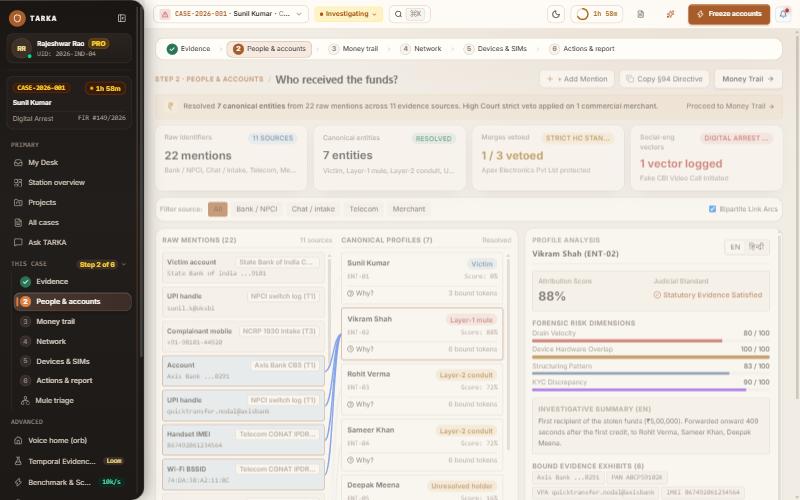 TARKA
RR
Rajeshwar Rao PRO
UID: 2026-IND-04
CASE-2026-001 1h 58m
Sunil Kumar
Digital Arrest FIR #149/2026
PRIMARY
My Desk
Station overview
Projects
All cases
Ask TARKA
THIS CASE Step 2 of 6
Evidence
2 People & accounts
3 Money trail
4 Network
5 Devices & SIMs
6 Actions & report
Mule triage
ADVANCED
Voice home (orb)
Temporal Evidenc... Loom
Benchmark & Sc... 10k/s
CASE-2026-001 · Sunil Kumar · C...
Investigating
⌘K
1h 58m
Freeze accounts
Evidence
2 People & accounts
3 Money trail
4 Network
5 Devices & SIMs
6 Actions & report
STEP 2 · PEOPLE & ACCOUNTS / Who received the funds?
+ + Add Mention
Copy §94 Directive
Money Trail →
₹ Resolved 7 canonical entities from 22 raw mentions across 11 evidence sources. High Court strict veto applied on 1 commercial merchant.
Proceed to Money Trail →
Raw identifiers 11 SOURCES
22 mentions
Bank / NPCI, Chat / Intake, Telecom, Me...
Canonical entities RESOLVED
7 entities
Victim, Layer-1 mule, Layer-2 conduit, U...
Merges vetoed STRICT HC STAN...
1 / 3 vetoed
Apex Electronics Pvt Ltd protected
Social-eng vectors DIGITAL ARREST ...
1 vector logged
Fake CBI Video Call Initiated
Filter source: All Bank / NPCI Chat / intake Telecom Merchant
Bipartite Link Arcs
RAW MENTIONS (22) 11 sources
Victim account State Bank of India C...
State Bank of India ...9101
UPI handle NPCI switch log (T1)
sunil.k@oksbi
Complainant mobile NCRP 1930 Intake (T3)
+91-98101-44520
Account Axis Bank CBS (T1)
Axis Bank ...0291
UPI handle NPCI switch log (T1)
quicktransfer.nodal@axisbank
Handset IMEI Telecom CGNAT IPDR...
867492061234564
Wi-Fi BSSID Telecom CGNAT IPDR...
74:DA:38:A2:11:8C
CANONICAL PROFILES (7) Resolved
Sunil Kumar Victim
ENT-01 Score: 0%
Why? 3 bound tokens
Vikram Shah Layer-1 mule
ENT-02 Score: 88%
Why? 6 bound tokens
Rohit Verma Layer-2 conduit
ENT-03 Score: 72%
Why? 6 bound tokens
Sameer Khan Layer-2 conduit
ENT-04 Score: 72%
Why? 6 bound tokens
Deepak Meena Unresolved holder
PROFILE ANALYSIS
Vikram Shah (ENT-02)
EN हिन्दी
Attribution Score
88%
Judicial Standard
Statutory Evidence Satisfied
FORENSIC RISK DIMENSIONS
Drain Velocity 80 / 100
Device Hardware Overlap 100 / 100
Structuring Pattern 83 / 100
KYC Discrepancy 90 / 100
INVESTIGATIVE SUMMARY (EN)
First recipient of the stolen funds (₹5,00,000). Forwarded onward 409
seconds after the first credit, to Rohit Verma, Sameer Khan, Deepak
Meena.
BOUND EVIDENCE EXHIBITS (6)
Axis Bank ...0291 PAN ABCPS9102K
VPA quicktransfer.nodal@axisbank IMEI 867492061234564